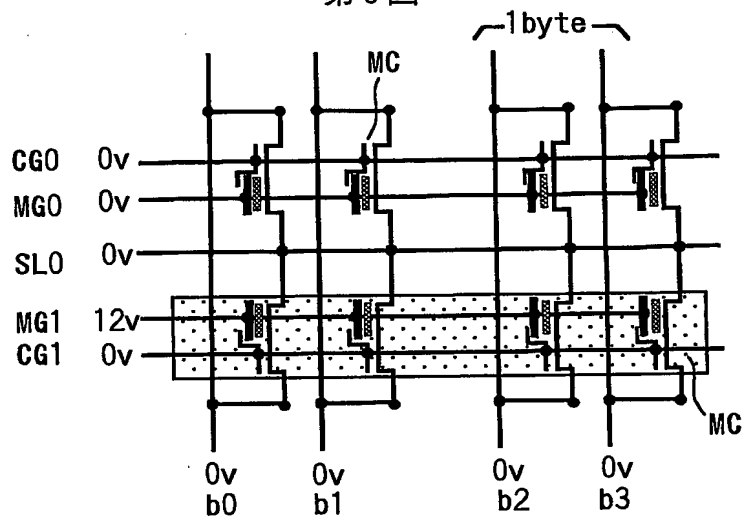 1byte
MC
CG0 0v
MG0 0v
SL0 0v
MG1 12v
CG1 0v
MC
0v 0v 0v 0v
b0 b1 b2 b3